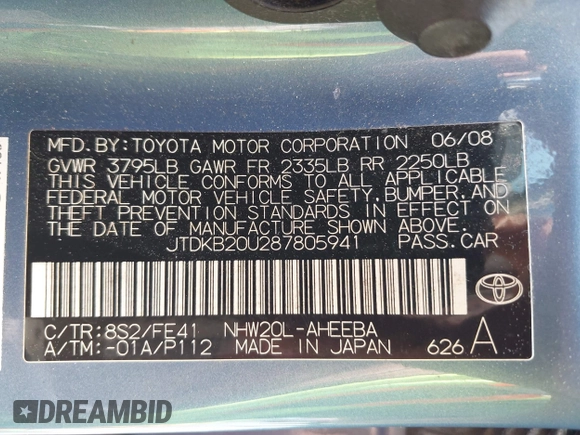 MFD. BY: TOYOTA MOTOR CORPORATION 06/08
GVWR 3795LB GAWR FR 2335LB RR 2250LB
THIS VEHICLE CONFORMS TO ALL APPLICABLE
FEDERAL MOTOR VEHICLE SAFETY, BUMPER, AND
THEFT PREVENTION STANDARDS IN EFFECT ON
THE DATE OF MANUFACTURE SHOWN ABOVE.
JTDKB20U287805941 PASS. CAR
C/TR: 8S2/FE41 NHW20L-AHEEBA
A/TM: -01A/P112 MADE IN JAPAN 626 A
DREAMBID